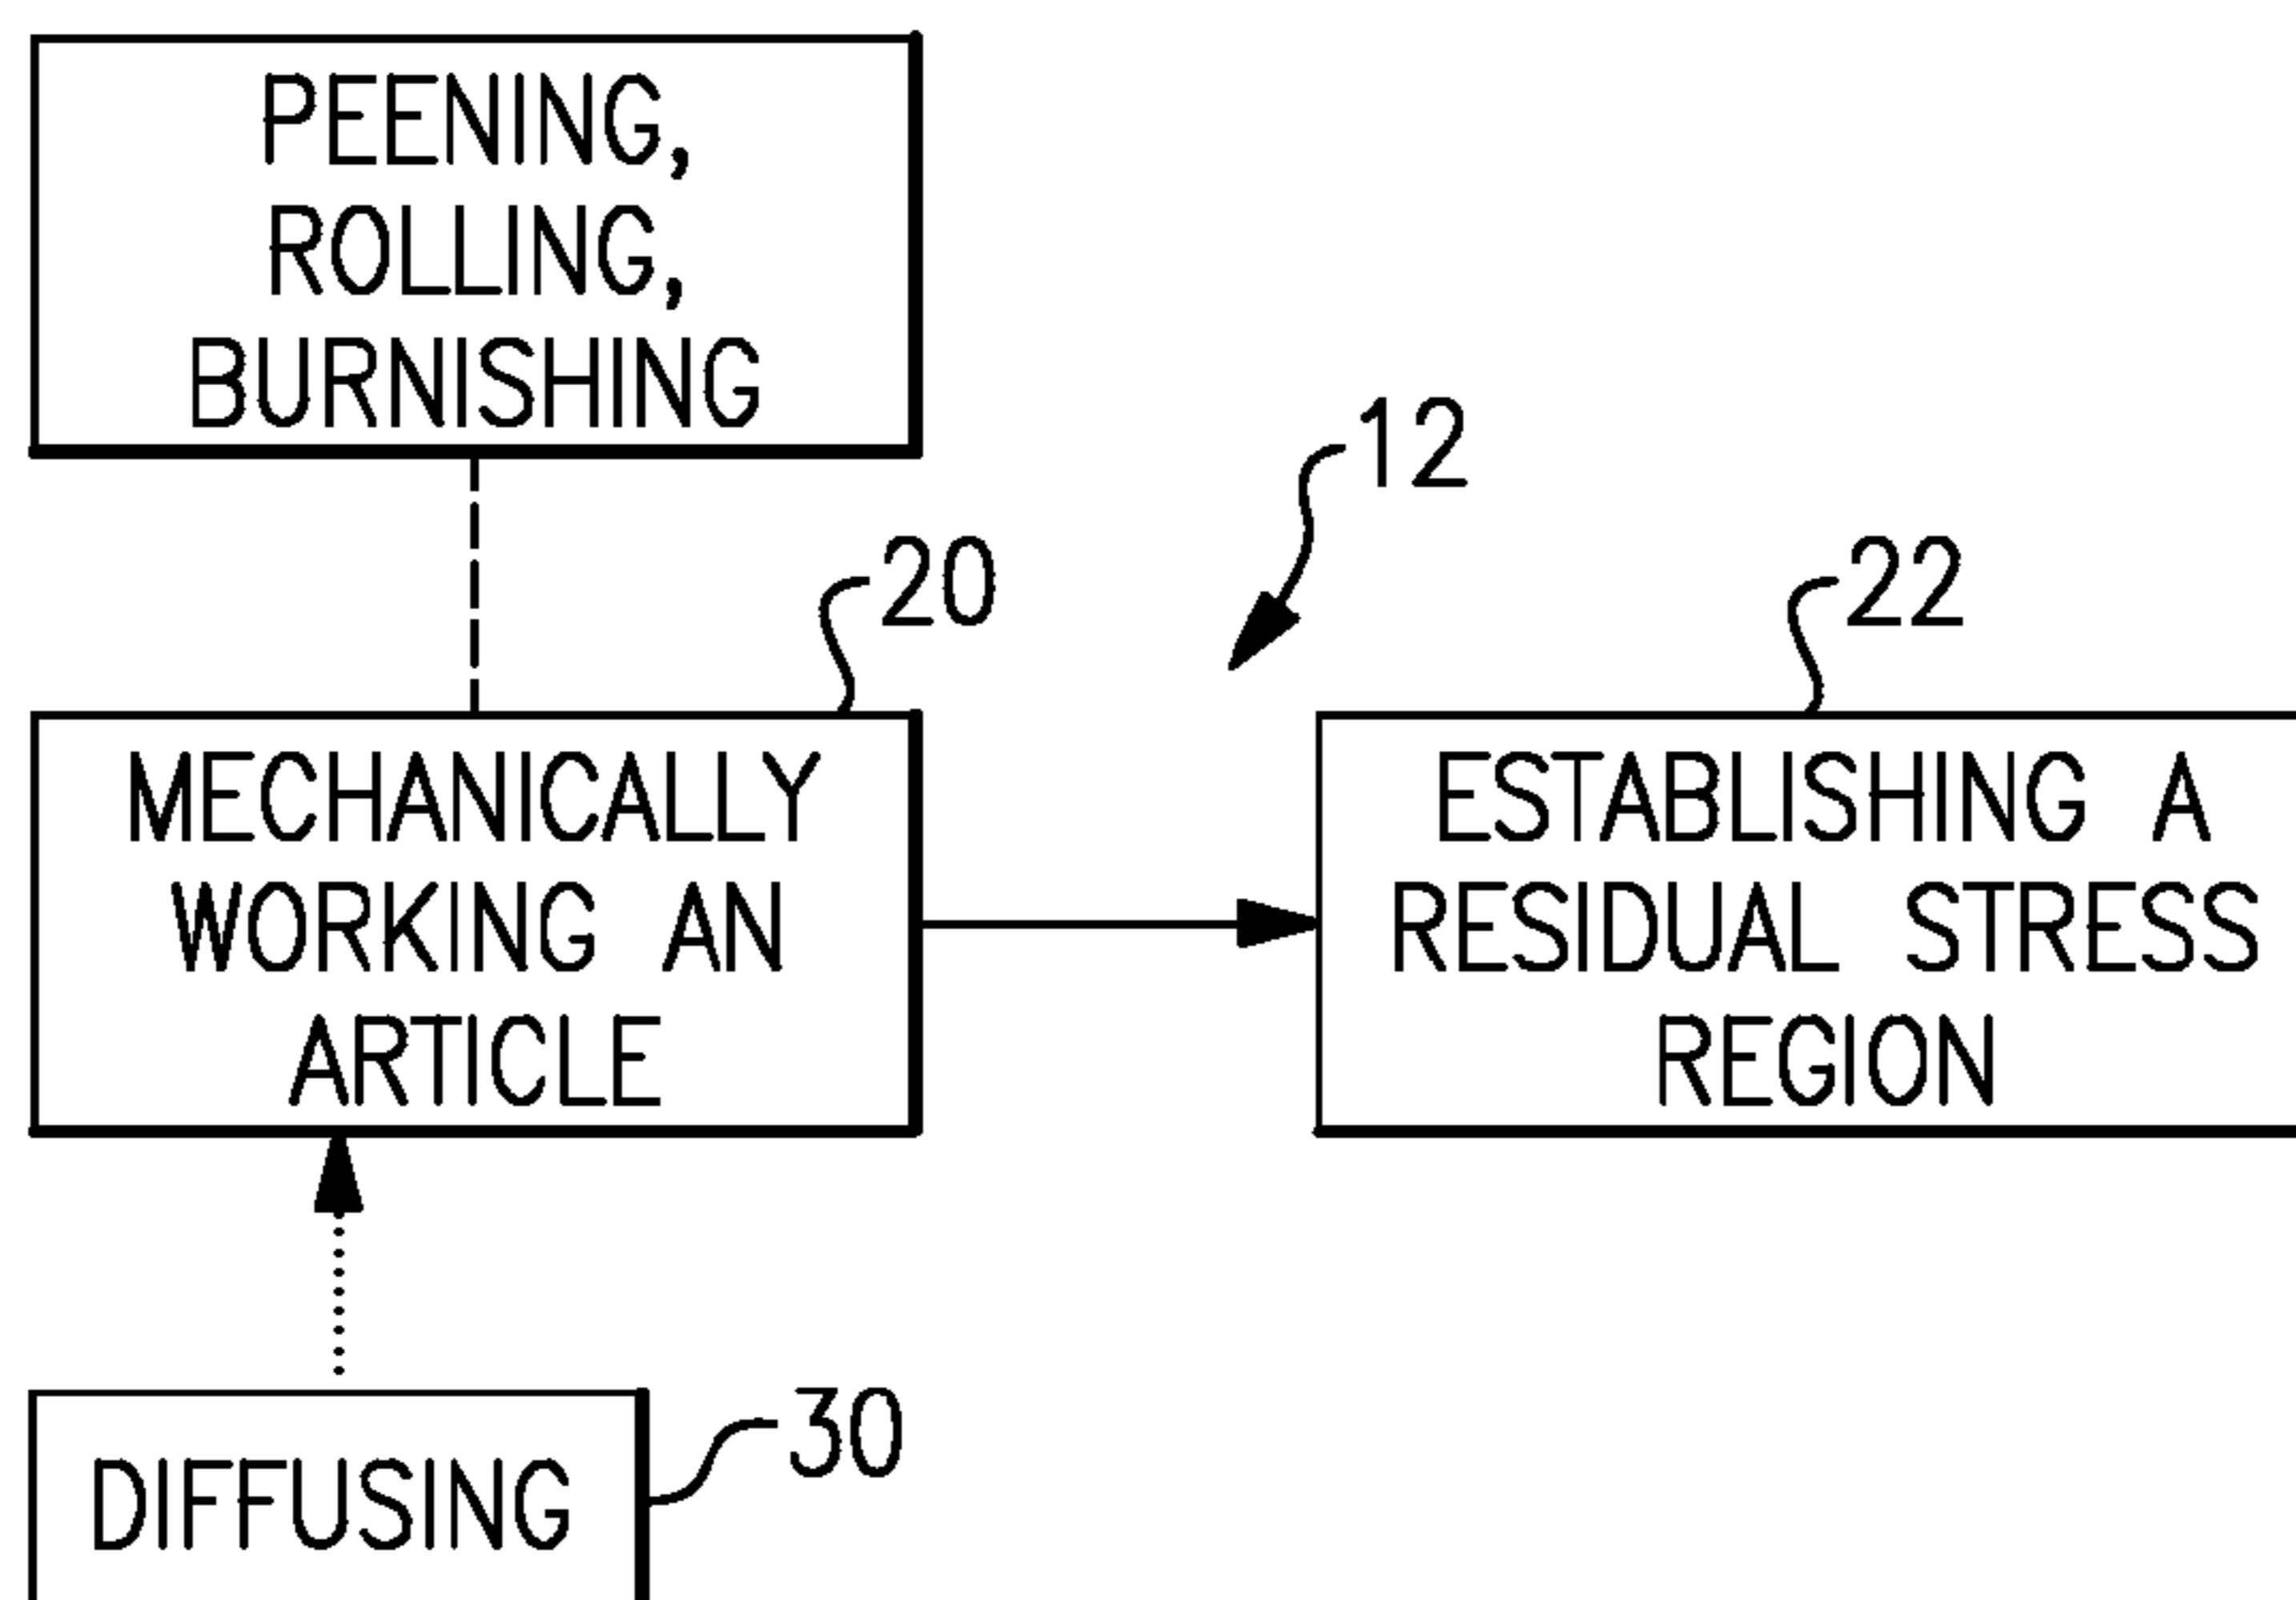 PEENING,
ROLLING,
BURNISHING
12
20
22
MECHANICALLY
WORKING AN
ARTICLE
ESTABLISHING A
RESIDUAL STRESS
REGION
30
DIFFUSING